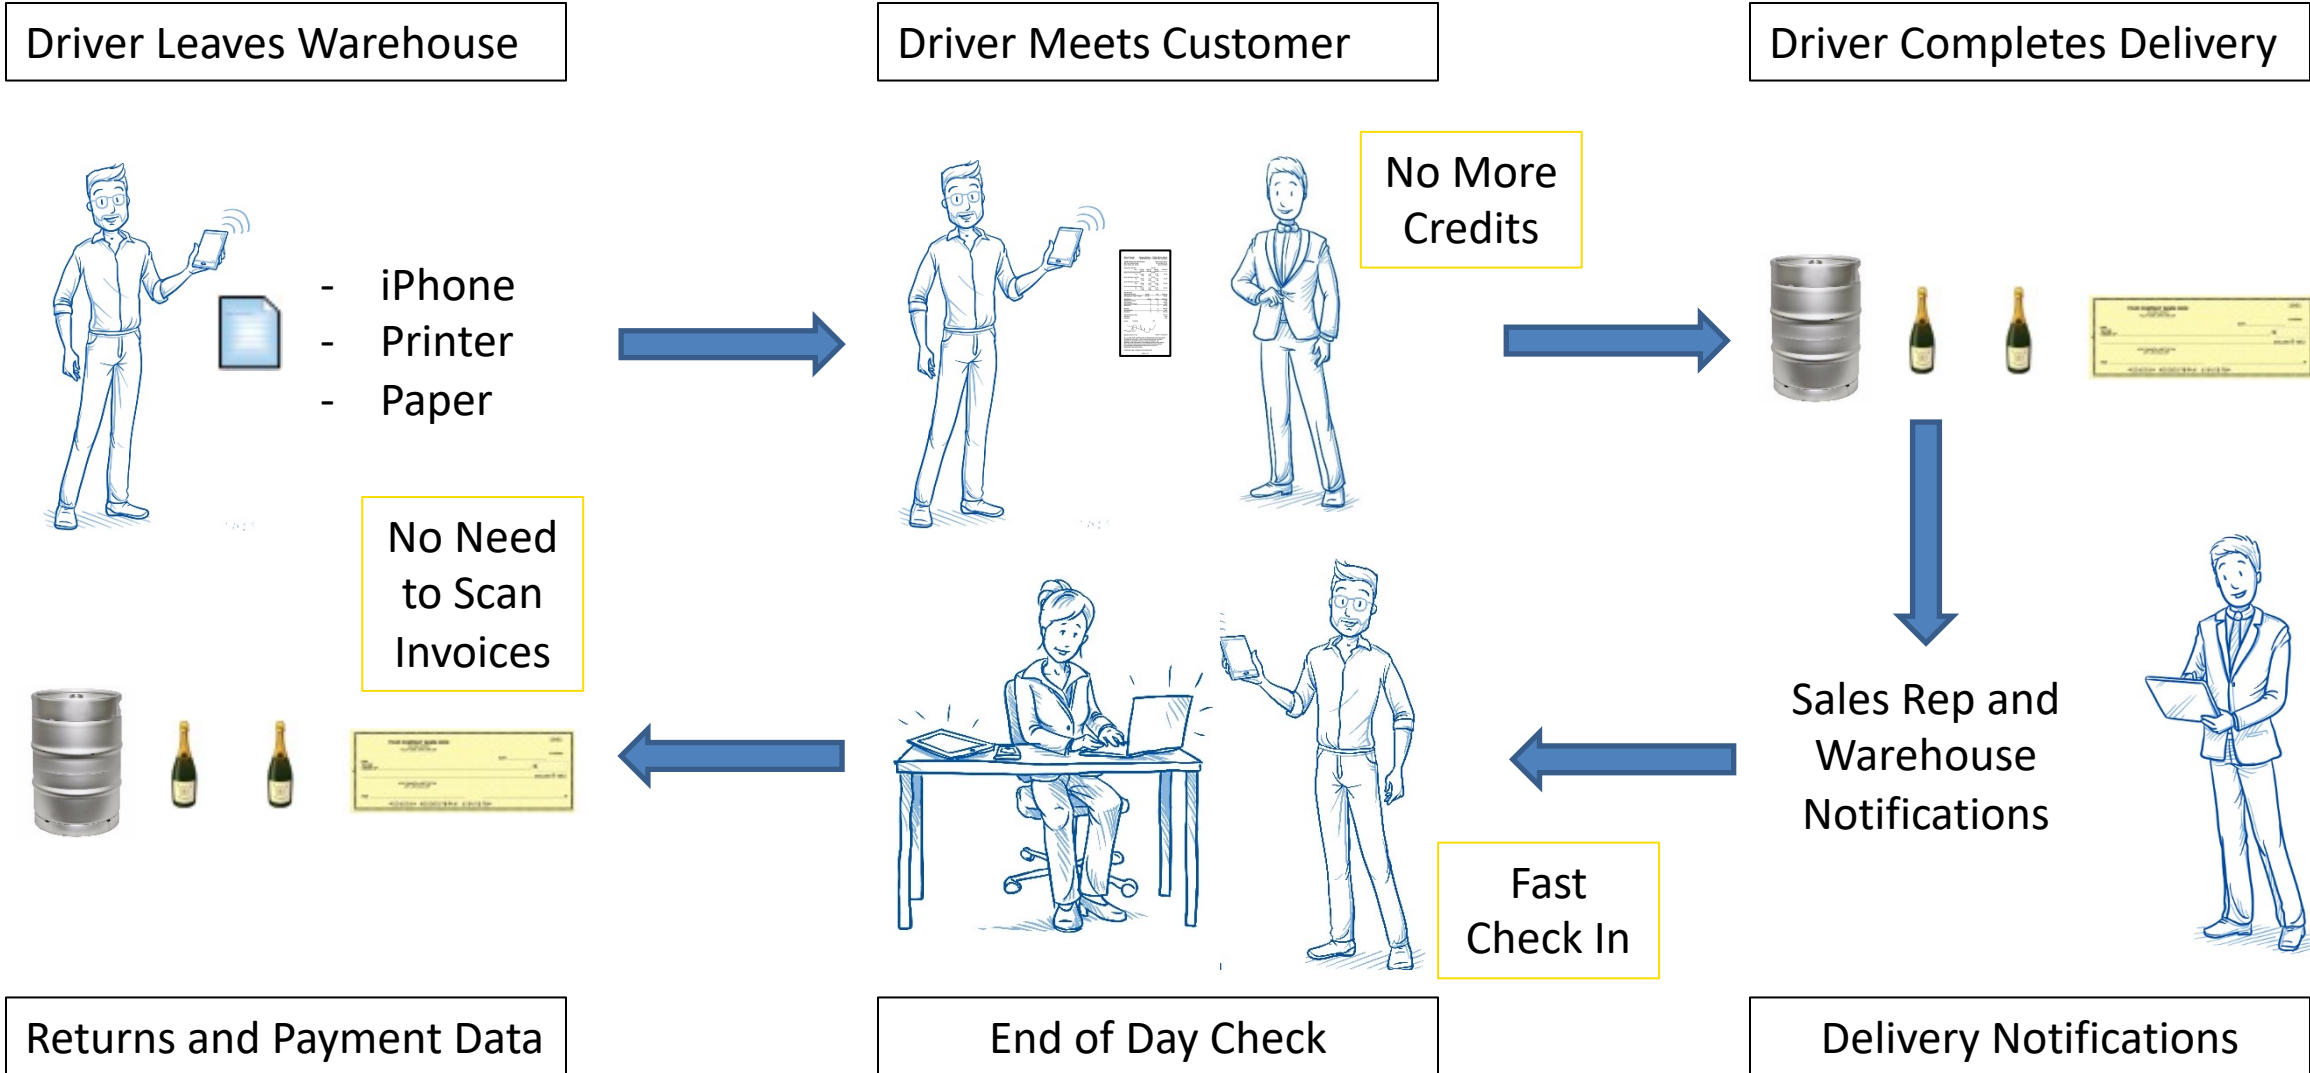 Driver Leaves Warehouse
Driver Meets Customer
Driver Completes Delivery
- iPhone
- Printer
- Paper
No More
Credits
No Need
to Scan
Invoices
Sales Rep and
Warehouse
Notifications
Fast
Check In
Returns and Payment Data
End of Day Check
Delivery Notifications